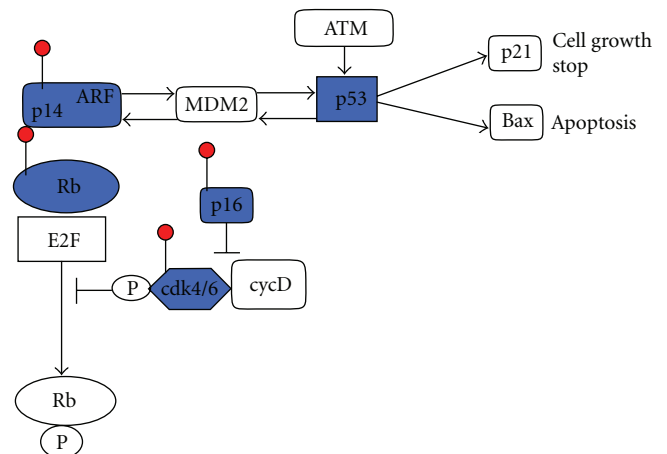 ATM
p21
Cell growth
stop
ARF
p14
MDM2
p53
Bax
Apoptosis
Rb
p16
E2F
P
cdk4/6
cycD
Rb
P